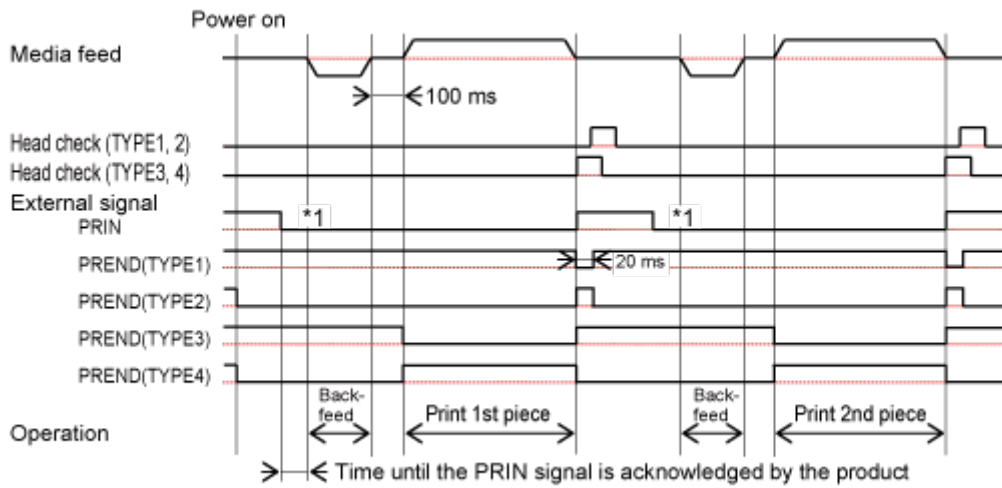 Power on
Media feed
100 ms
Head check (TYPE1, 2)
Head check (TYPE3, 4)
External signal
PRIN *1 *1
PREND(TYPE1) 20 ms
PREND(TYPE2)
PREND(TYPE3)
PREND(TYPE4)
Back-
feed
Print 1st piece
Back-
feed
Print 2nd piece
Operation
Time until the PRIN signal is acknowledged by the product